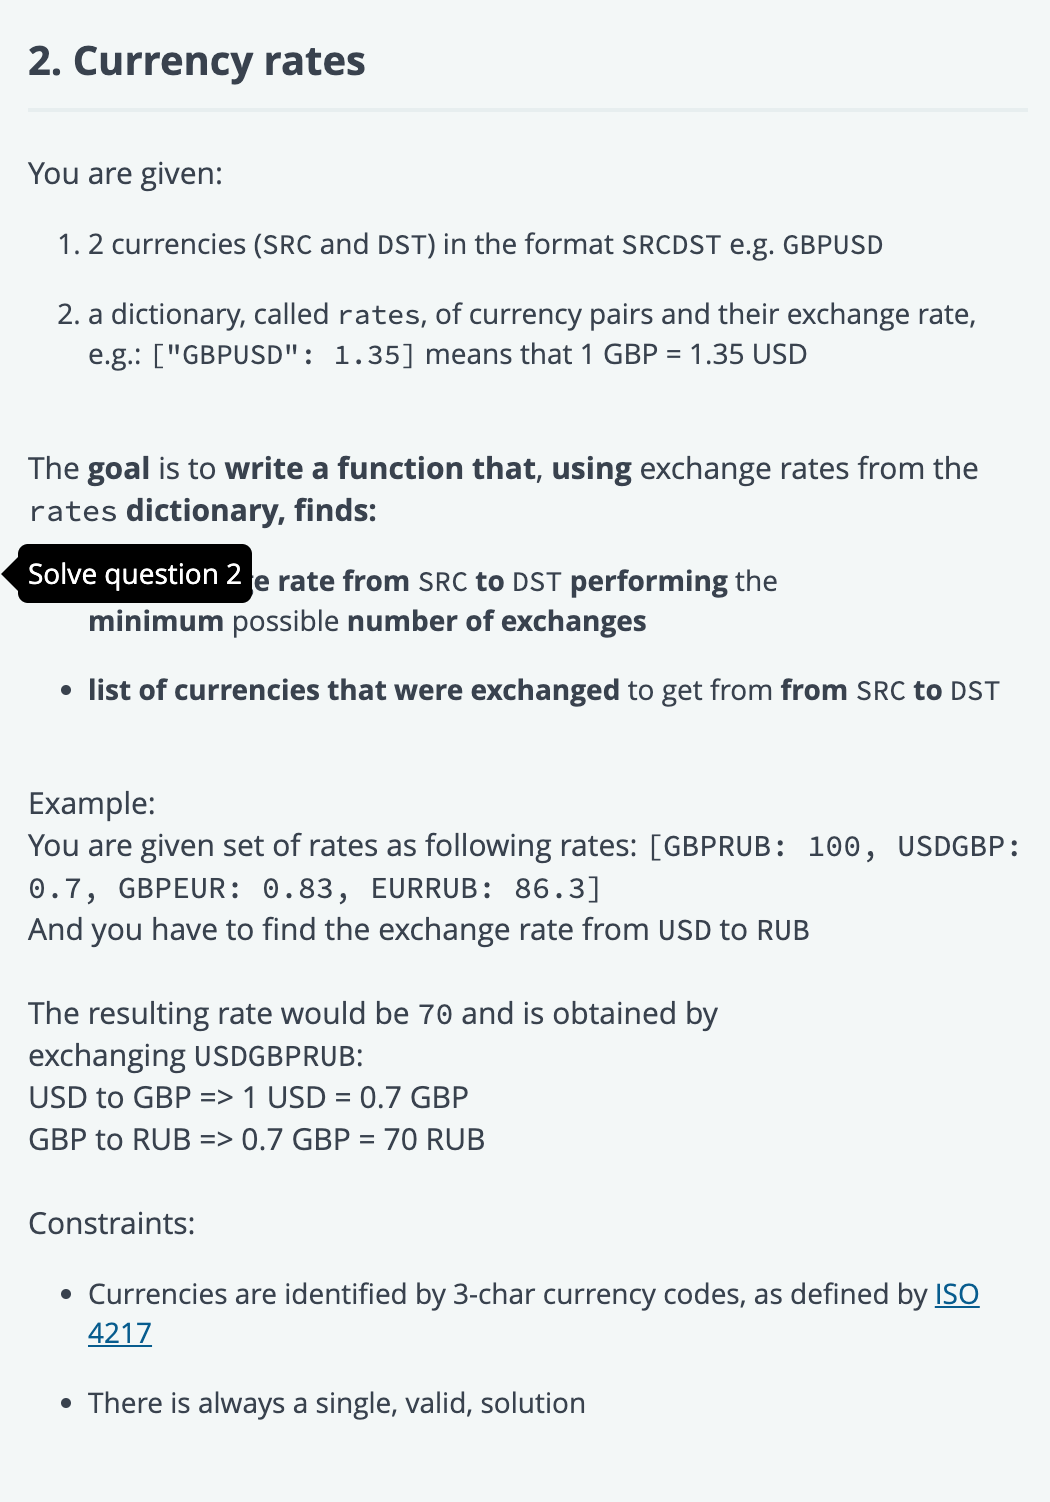 2. Currency rates
You are given:
1. 2 currencies (SRC and DST) in the format SRCDST e.g. GBPUSD
2. a dictionary, called rates, of currency pairs and their exchange rate,
e.g.: ["GBPUSD": 1.35] means that 1 GBP = 1.35 USD
The goal is to write a function that, using exchange rates from the
rates dictionary, finds:
Solve question 2
rate from SRC to DST performing the
minimum possible number of exchanges
• list of currencies that were exchanged to get from from SRC to DST
Example:
You are given set of rates as following rates: [GBPRUB: 100, USDGBP:
0.7, GBPEUR: 0.83, EURRUB: 86.3]
And you have to find the exchange rate from USD to RUB
The resulting rate would be 70 and is obtained by
exchanging USDGBPRUB:
USD to GBP => 1 USD = 0.7 GBP
GBP to RUB => 0.7 GBP = 70 RUB
Constraints:
• Currencies are identified by 3-char currency codes, as defined by ISO
4217
• There is always a single, valid, solution